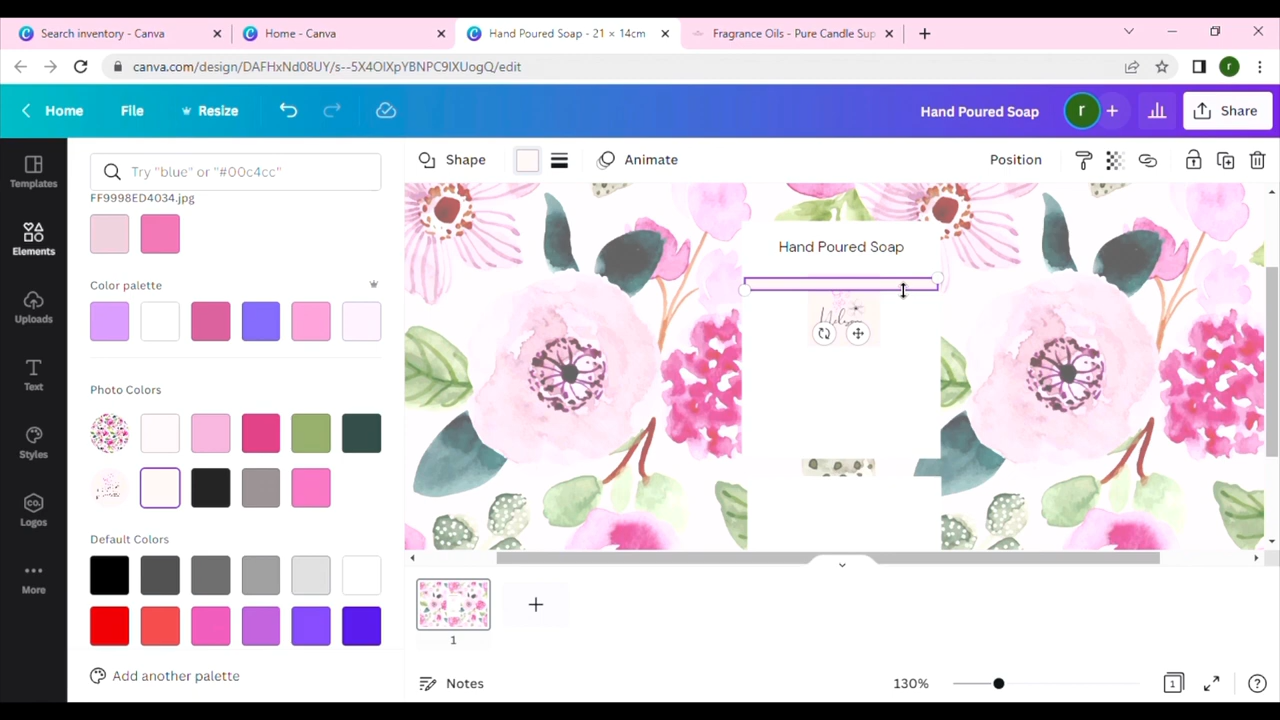 Search inventory - Canva
Home - Canva
Hand Poured Soap - 21 × 14cm
Fragrance Oils - Pure Candle Sup
canva.com/design/DAFHxNd08UY/s--5X4OlXpYBNPC9lXUogQ/edit
r
Home
File
Resize
Hand Poured Soap
r
Share
Templates
Elements
Uploads
Text
Styles
CO.
Logos
More
Try "blue" or "#00c4cc"
FF9998ED4034.jpg
Color palette
Photo Colors
Default Colors
Add another palette
Shape
Animate
Position
Hand Poured Soap
1
Notes
130%
1